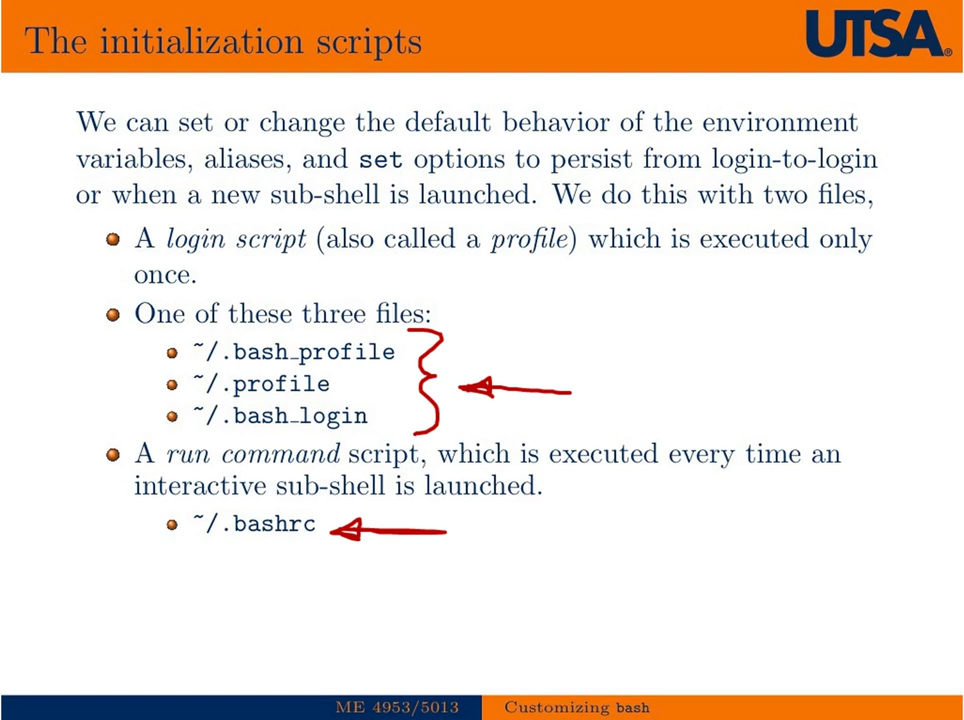 The initialization scripts
UTSA®
We can set or change the default behavior of the environment
variables, aliases, and set options to persist from login-to-login
or when a new sub-shell is launched. We do this with two files,
A login script (also called a profile) which is executed only
once.
One of these three files:
~/.bash_profile
~/.profile
~/.bash_login
A run command script, which is executed every time an
interactive sub-shell is launched.
~/.bashrc
ME 4953/5013
Customizing bash